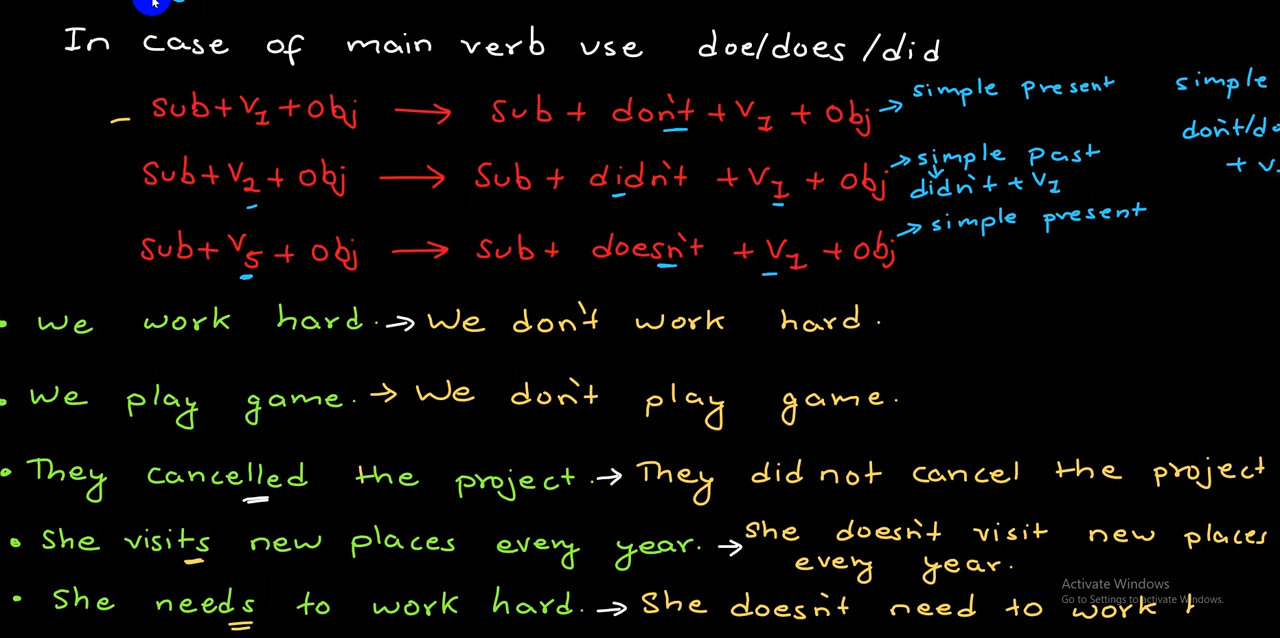 In case of main verb use doe/does/did
Sub+V1+Obj → Sub + don't + V1 + Obj → simple present
simple
don't/do
+ V
Sub+V2+Obj → Sub + didn't + V1 + Obj → simple past
didn't + V1
Sub+V5+Obj → Sub + doesn't + V1 + Obj → simple present
• We work hard. → We don't work hard.
• We play game. → We don't play game.
• They cancelled the project. → They did not cancel the project
• She visits new places every year. → She doesn't visit new places
every year.
• She needs to work hard. → She doesn't need to work h
Activate Windows
Go to Settings to activate Windows.